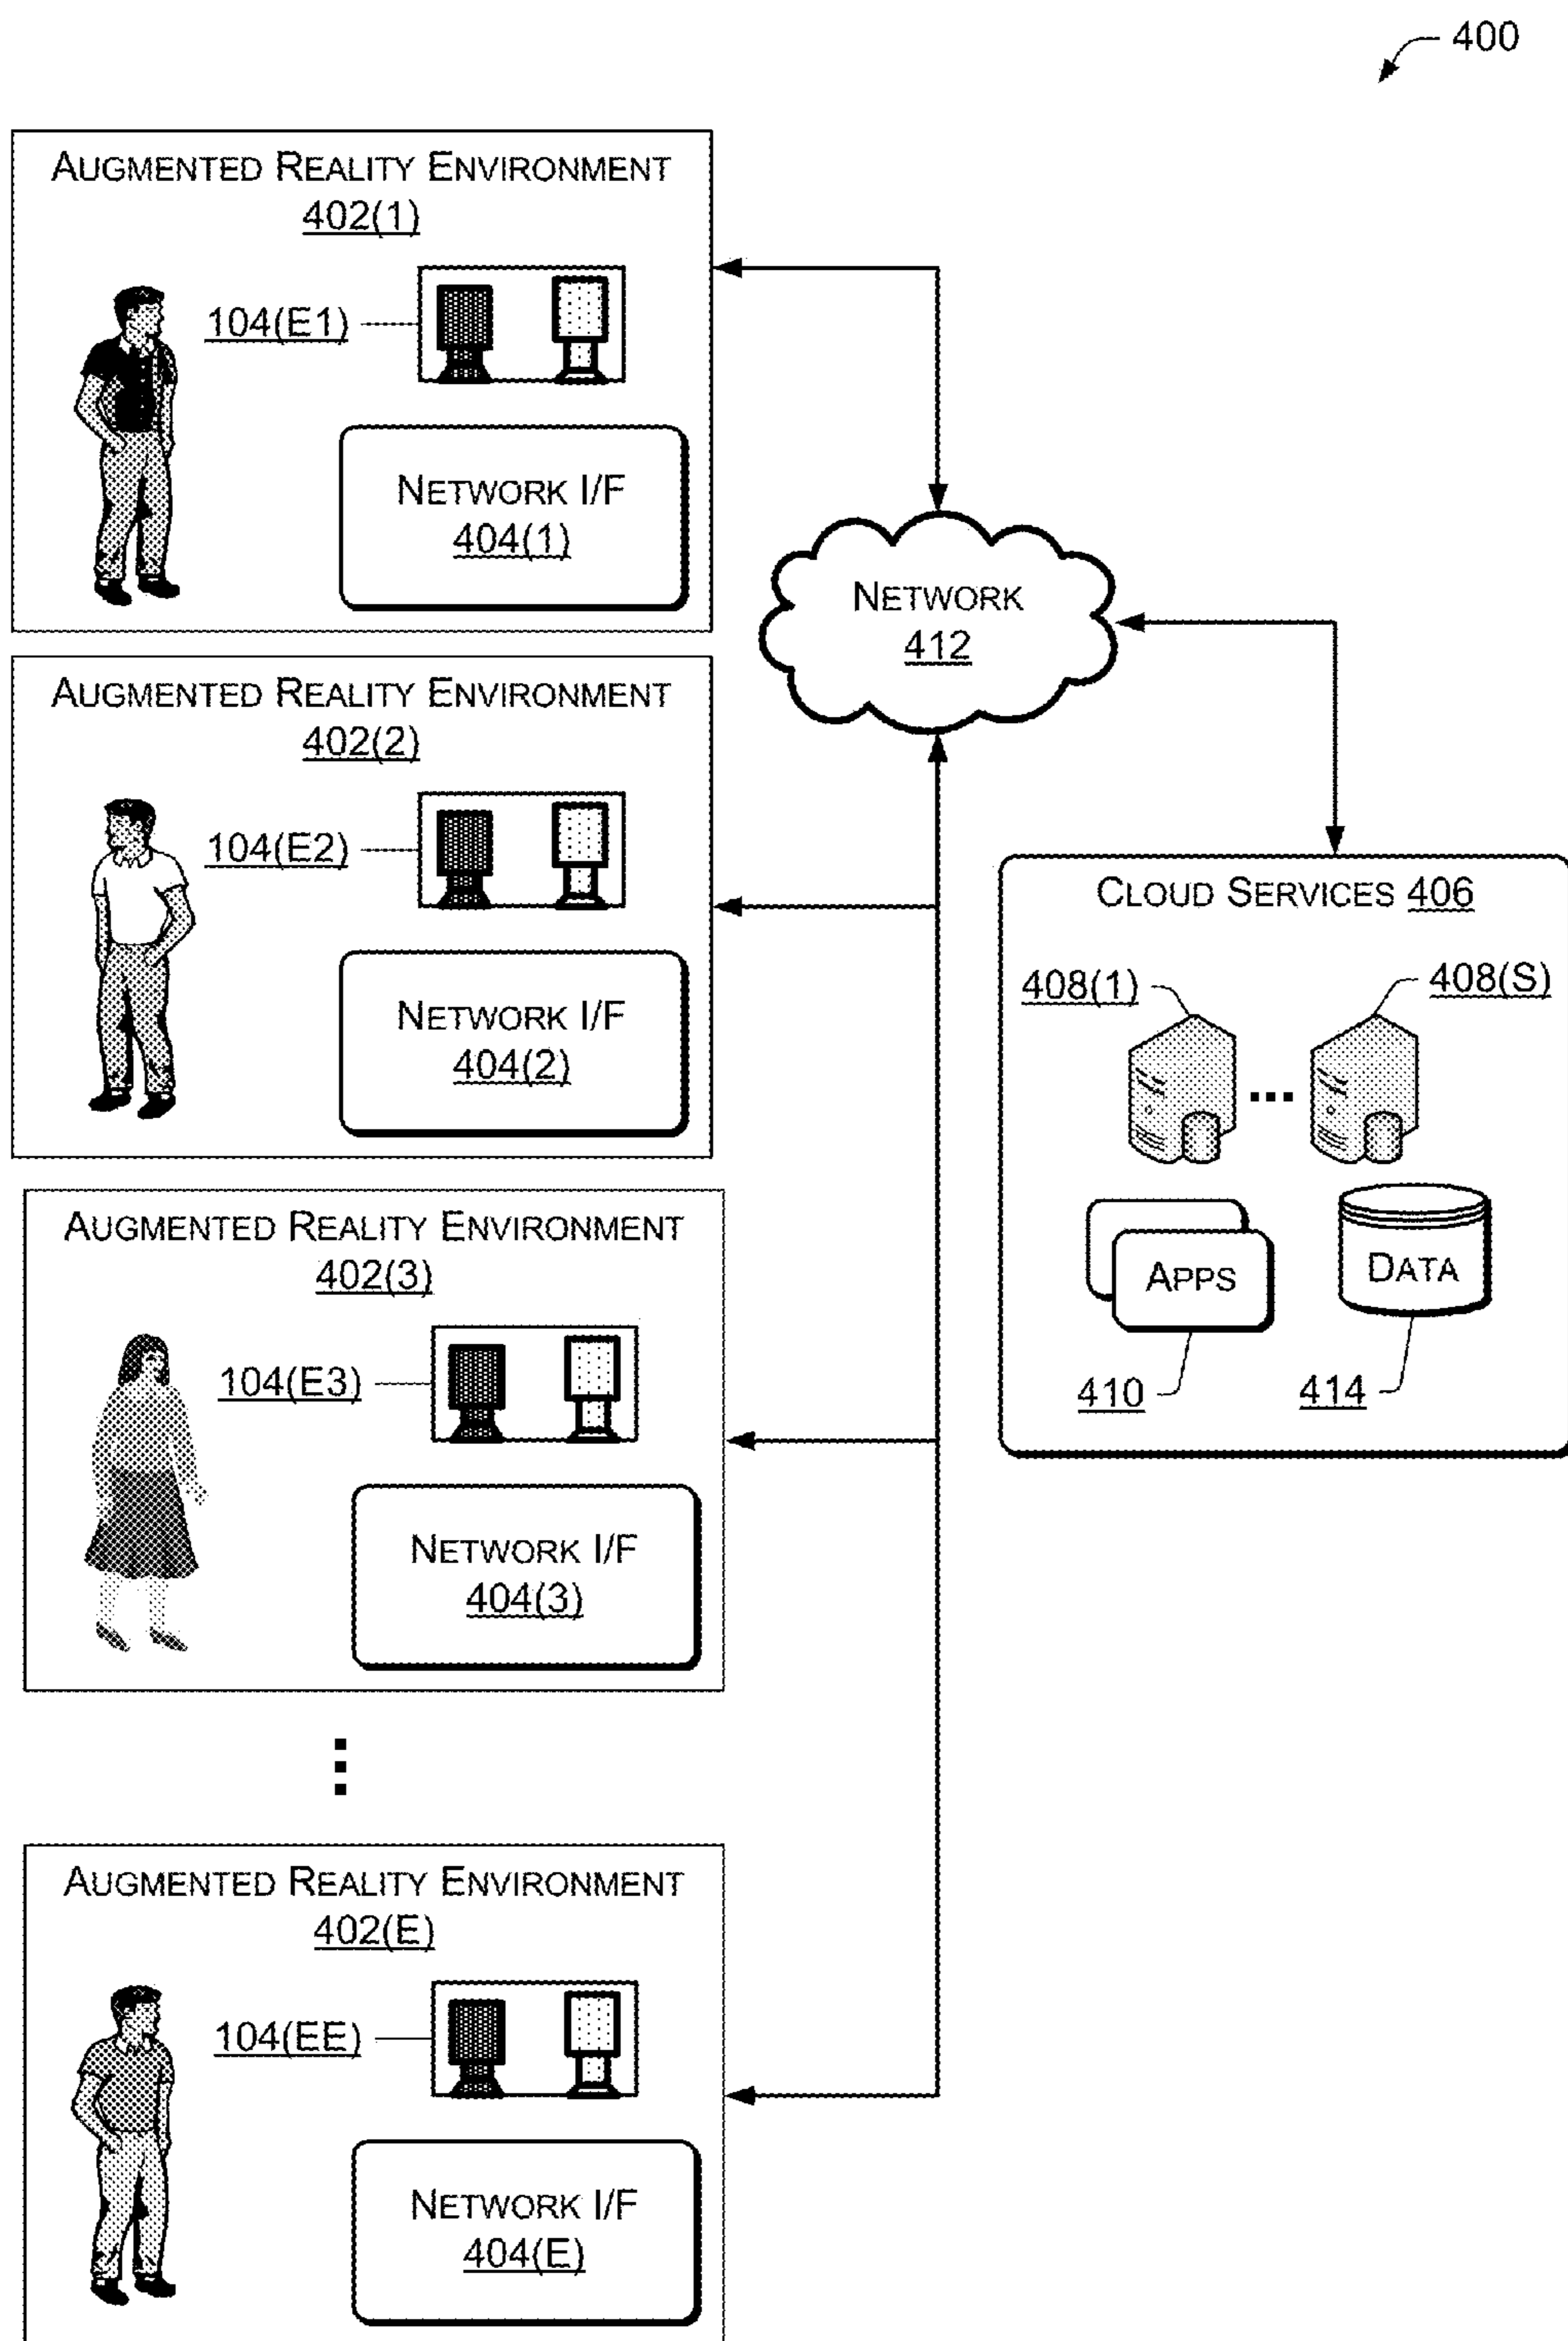 400
AUGMENTED REALITY ENVIRONMENT
402(1)
104(E1)
NETWORK I/F
404(1)
AUGMENTED REALITY ENVIRONMENT
402(2)
104(E2)
NETWORK I/F
404(2)
AUGMENTED REALITY ENVIRONMENT
402(3)
104(E3)
NETWORK I/F
404(3)
AUGMENTED REALITY ENVIRONMENT
402(E)
104(EE)
NETWORK I/F
404(E)
NETWORK
412
CLOUD SERVICES 406
408(1)
408(S)
APPS
DATA
410
414